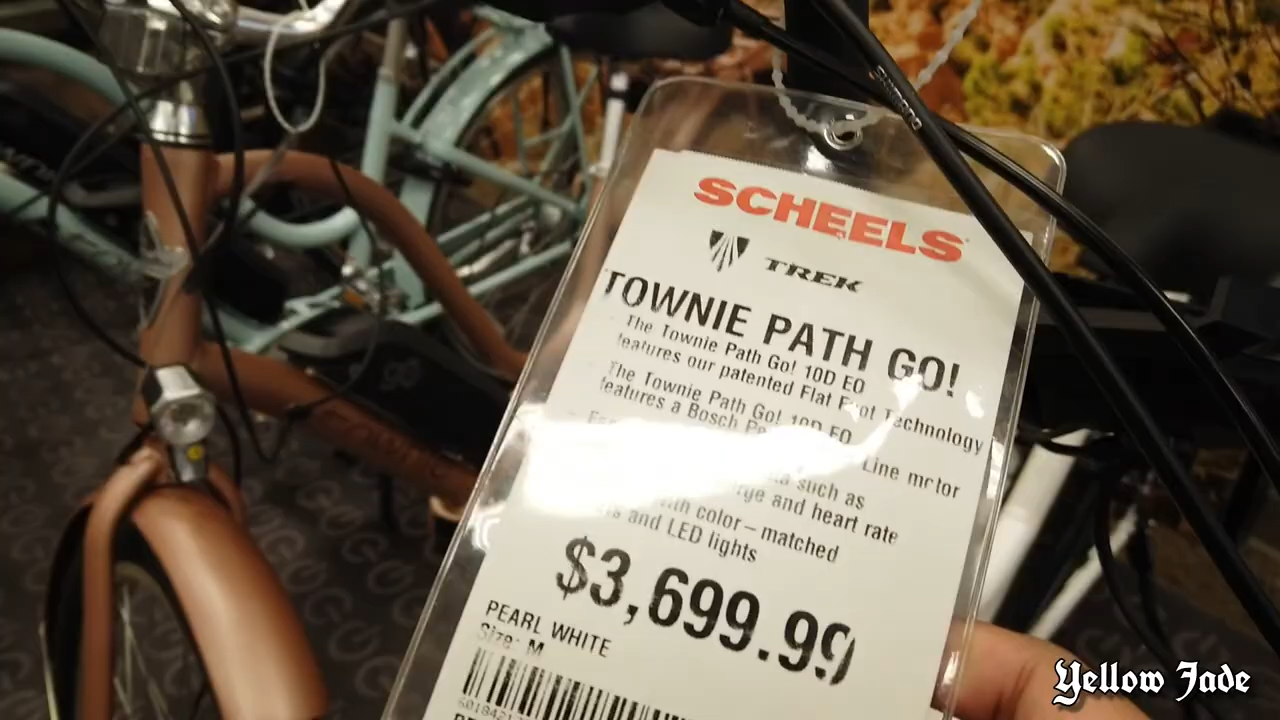 SCHEELS
TREK
TOWNIE PATH GO!
The Townie Path Go! 10D EQ
features our patented Flat Foot Technology
The Townie Path Go! 10D EQ
features a Bosch Line motor
such as
and heart rate
with color-matched
and LED lights
$3,699.99
PEARL WHITE
Size: M
Yellow Jade